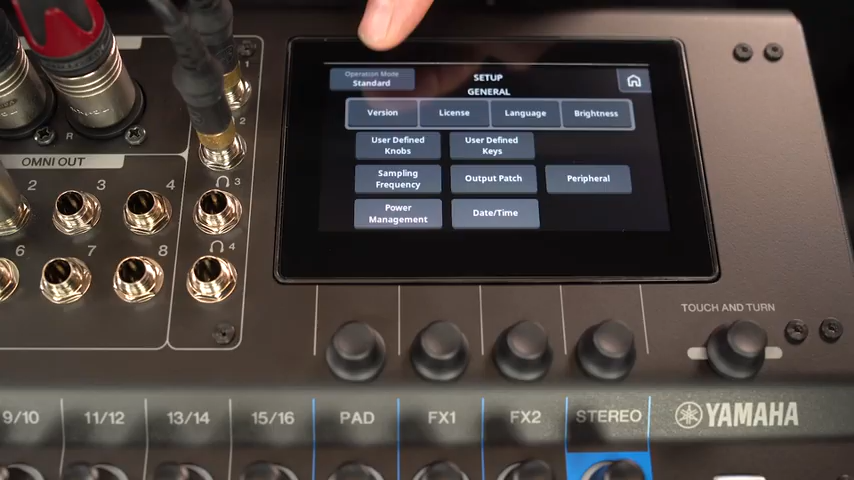 Operation Mode
Standard
SETUP
GENERAL
Version
License
Language
Brightness
User Defined
Knobs
User Defined
Keys
Sampling
Frequency
Output Patch
Peripheral
Power
Management
Date/Time
1
2
R
OMNI OUT
2
3
4
3
6
7
8
4
TOUCH AND TURN
9/10
11/12
13/14
15/16
PAD
FX1
FX2
STEREO
YAMAHA